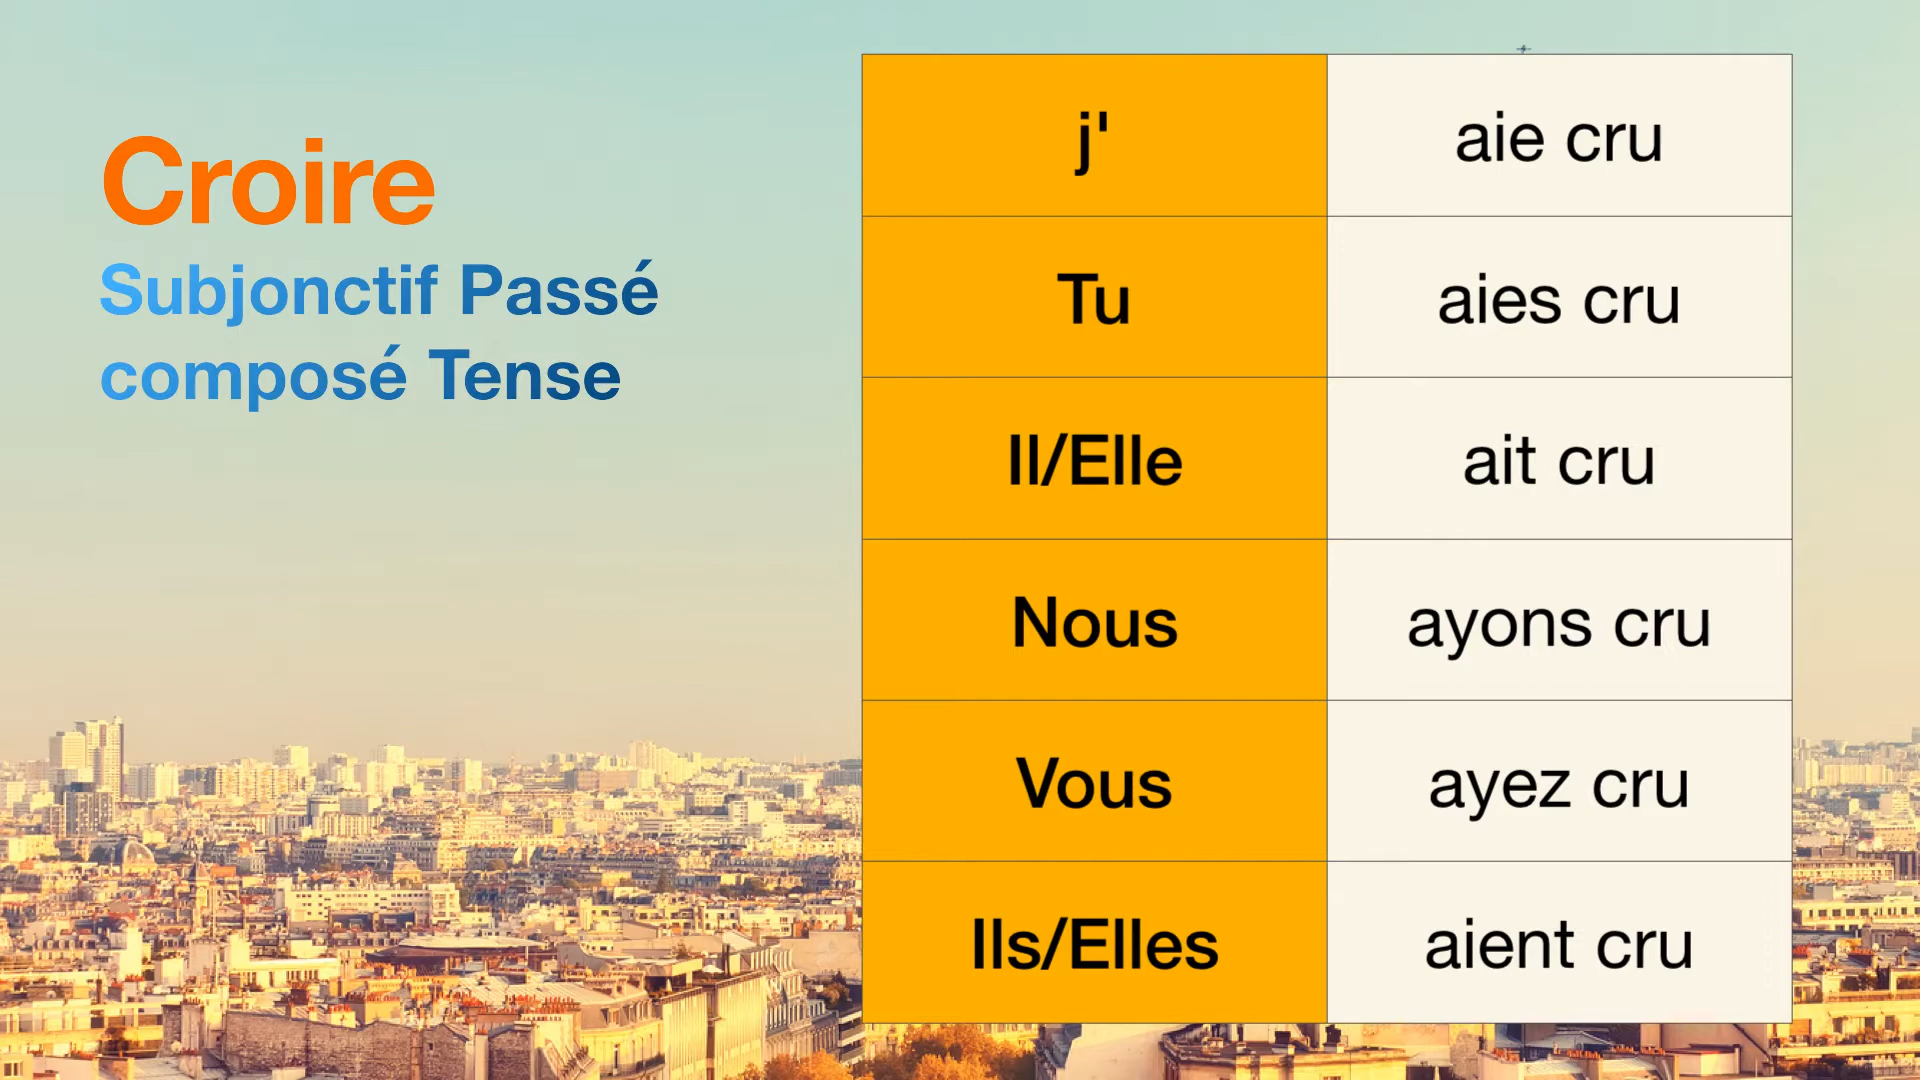 Croire
Subjonctif Passé
composé Tense
j' aie cru
Tu aies cru
Il/Elle ait cru
Nous ayons cru
Vous ayez cru
Ils/Elles aient cru